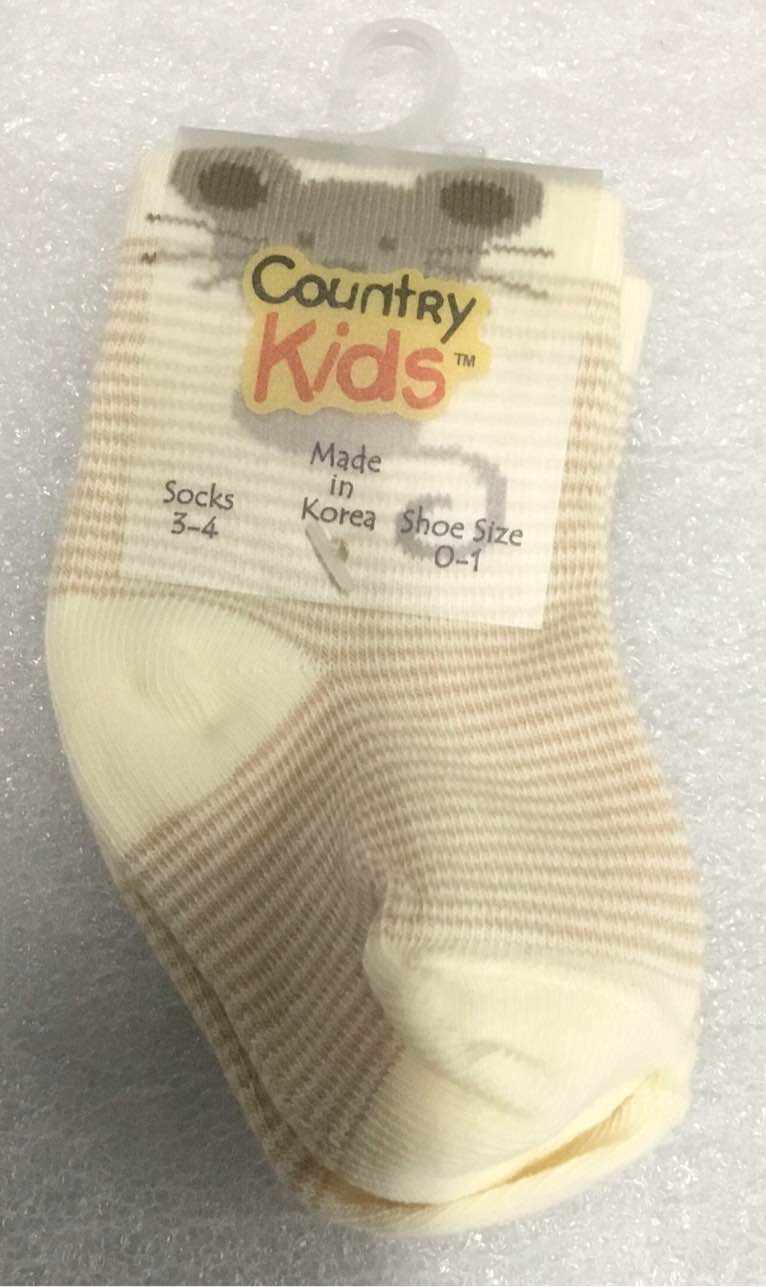 Country
Kids™
Made
in
Korea
Socks
3-4
Shoe Size
0-1